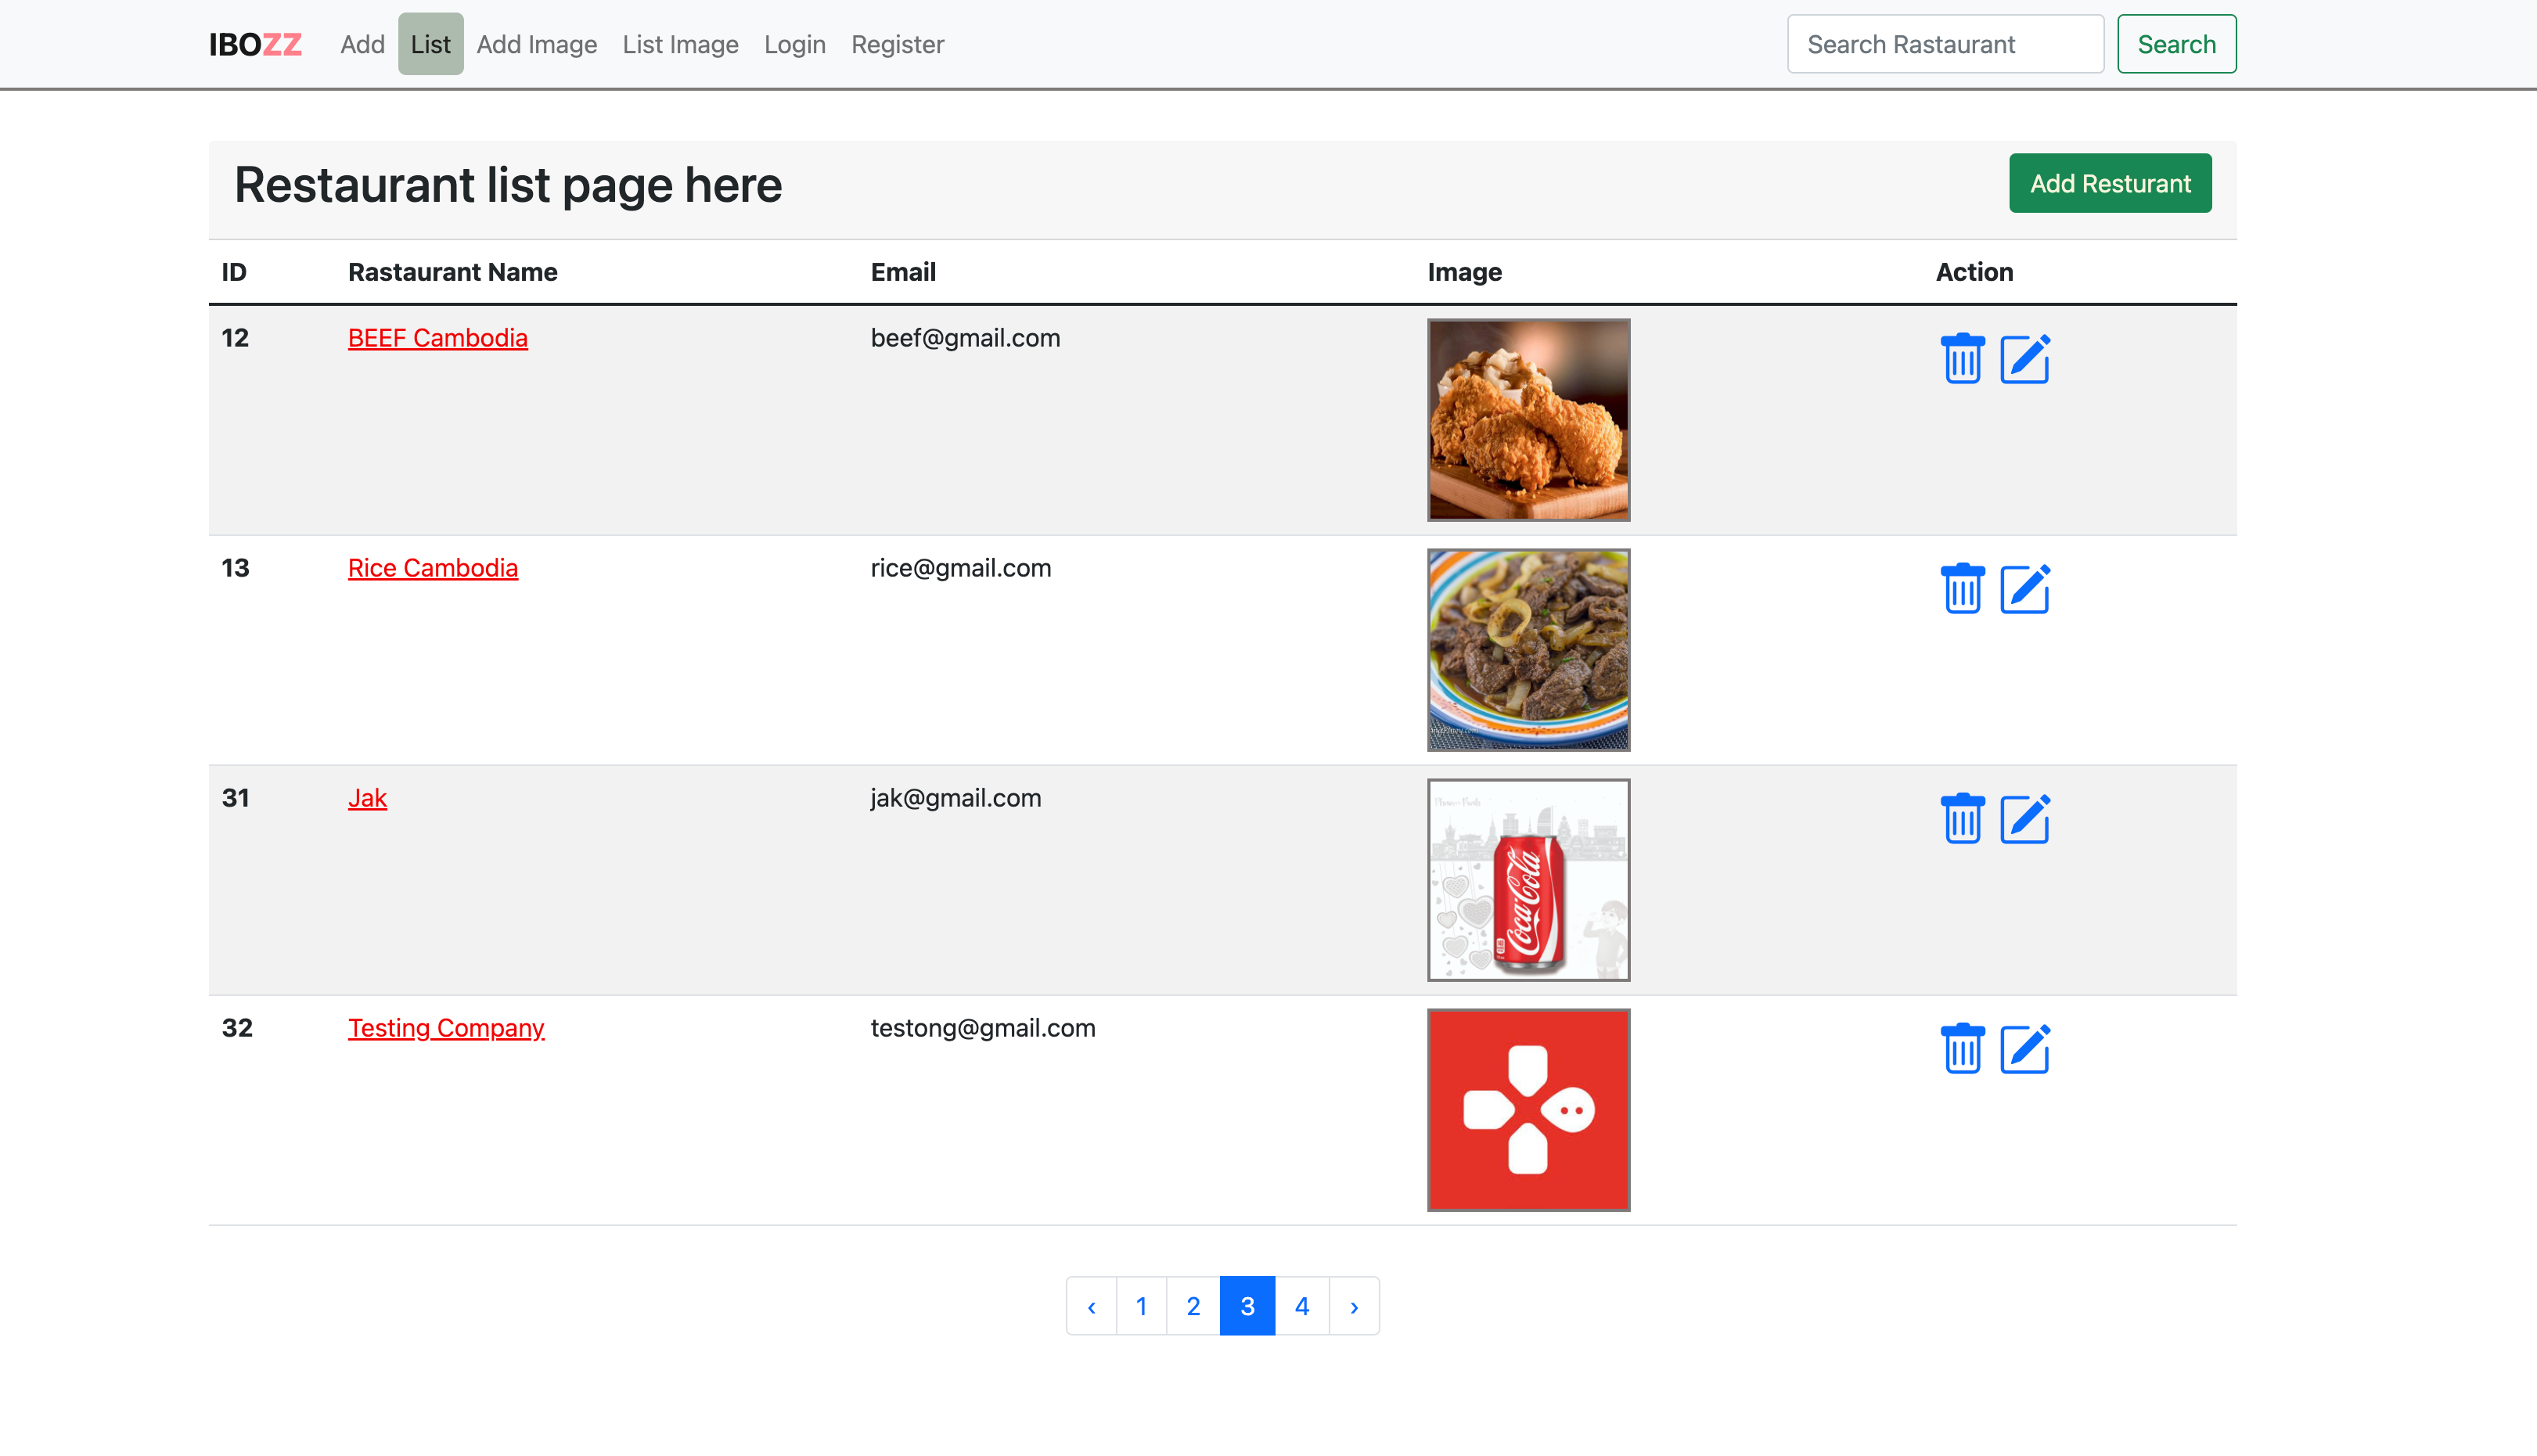 IBOZZ Add List Add Image List Image Login Register Search Rastaurant Search
Restaurant list page here Add Resturant
ID Rastaurant Name Email Image Action
12 BEEF Cambodia beef@gmail.com
13 Rice Cambodia rice@gmail.com
31 Jak jak@gmail.com
Coca-Cola
32 Testing Company testong@gmail.com
‹ 1 2 3 4 ›